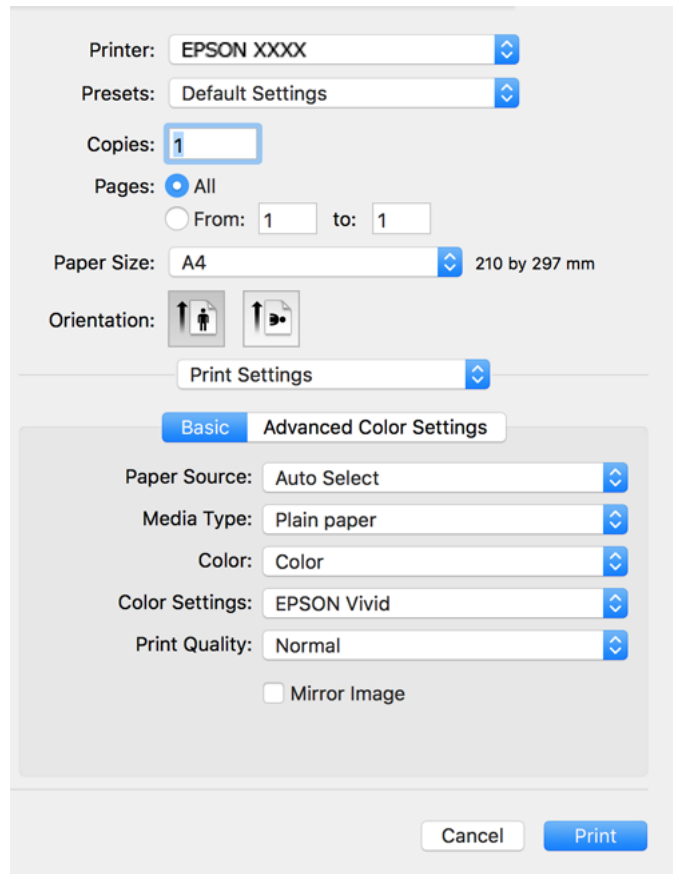 Printer: EPSON XXXX
Presets: Default Settings
Copies: 1
Pages: All
From: 1 to: 1
Paper Size: A4 210 by 297 mm
Orientation:
Print Settings
Basic Advanced Color Settings
Paper Source: Auto Select
Media Type: Plain paper
Color: Color
Color Settings: EPSON Vivid
Print Quality: Normal
Mirror Image
Cancel Print